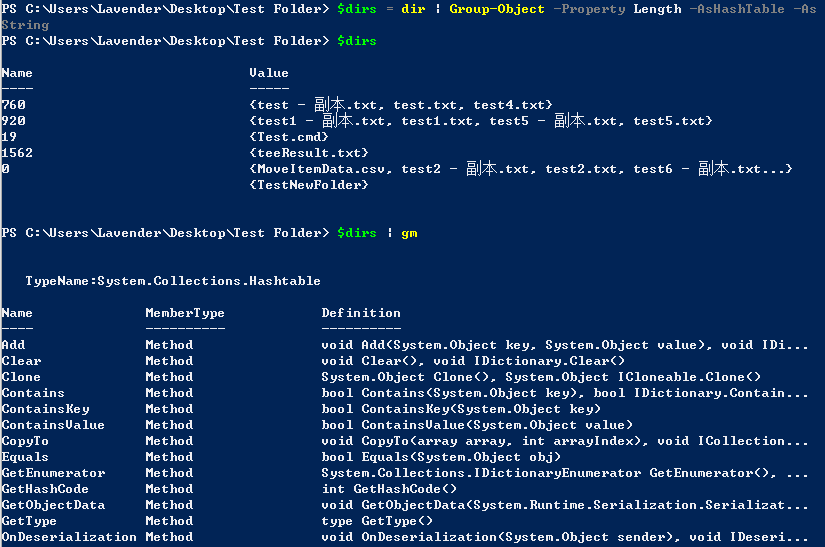 PS C:\Users\Lavender\Desktop\Test Folder> $dirs = dir | Group-Object -Property Length -AsHashTable -As
String
PS C:\Users\Lavender\Desktop\Test Folder> $dirs
Name                           Value
----                           -----
760                            {test - 副本.txt, test.txt, test4.txt}
920                            {test1 - 副本.txt, test1.txt, test5 - 副本.txt, test5.txt}
19                             {Test.cmd}
1562                           {teeResult.txt}
0                              {MoveItemData.csv, test2 - 副本.txt, test2.txt, test6 - 副本.txt...}
                               {TestNewFolder}
PS C:\Users\Lavender\Desktop\Test Folder> $dirs | gm
   TypeName:System.Collections.Hashtable
Name              MemberType            Definition
----              ----------            ----------
Add               Method                void Add(System.Object key, System.Object value), void IDi...
Clear             Method                void Clear(), void IDictionary.Clear()
Clone             Method                System.Object Clone(), System.Object ICloneable.Clone()
Contains          Method                bool Contains(System.Object key), bool IDictionary.Contain...
ContainsKey       Method                bool ContainsKey(System.Object key)
ContainsValue     Method                bool ContainsValue(System.Object value)
CopyTo            Method                void CopyTo(array array, int arrayIndex), void ICollection...
Equals            Method                bool Equals(System.Object obj)
GetEnumerator     Method                System.Collections.IDictionaryEnumerator GetEnumerator(), ...
GetHashCode       Method                int GetHashCode()
GetObjectData     Method                void GetObjectData(System.Runtime.Serialization.Serializat...
GetType           Method                type GetType()
OnDeserialization Method                void OnDeserialization(System.Object sender), void IDeseri...